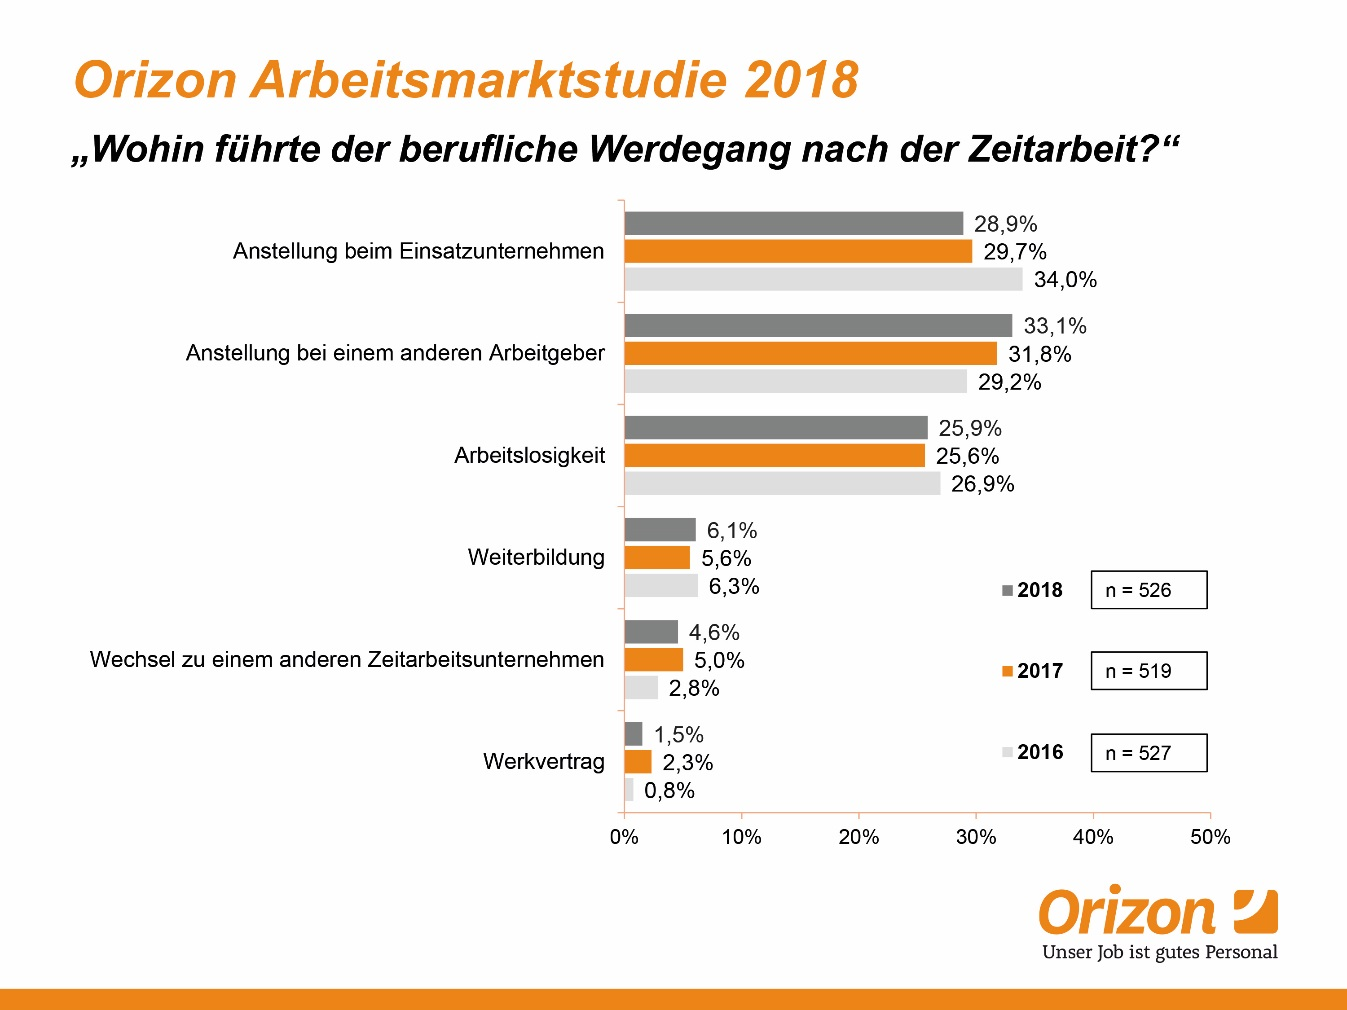 Orizon Arbeitsmarktstudie 2018
„Wohin führte der berufliche Werdegang nach der Zeitarbeit?“
Anstellung beim Einsatzunternehmen
28,9%
29,7%
34,0%
Anstellung bei einem anderen Arbeitgeber
33,1%
31,8%
29,2%
Arbeitslosigkeit
25,9%
25,6%
26,9%
Weiterbildung
6,1%
5,6%
6,3%
Wechsel zu einem anderen Zeitarbeitsunternehmen
4,6%
5,0%
2,8%
Werkvertrag
1,5%
2,3%
0,8%
2018 n = 526
2017 n = 519
2016 n = 527
0% 10% 20% 30% 40% 50%
Orizon
Unser Job ist gutes Personal